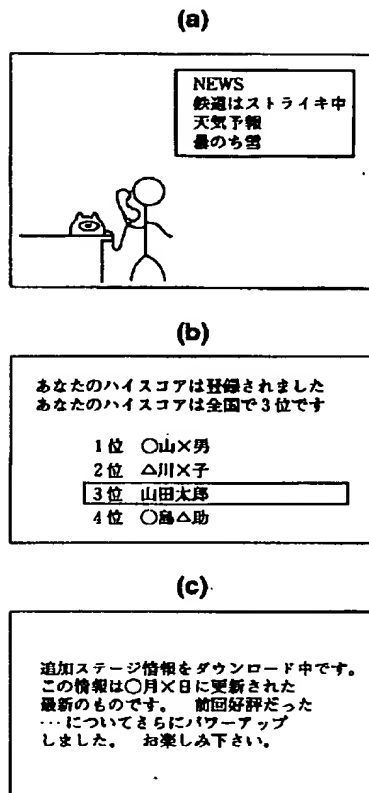 (a)
NEWS
鉄道はストライキ中
天気予報
曇のち雪
(b)
あなたのハイスコアは登録されました
あなたのハイスコアは全国で3位です
1位 〇山×男
2位 △川×子
3位 山田太郎
4位 〇島△助
(c)
追加ステージ情報をダウンロード中です。
この情報は〇月×日に更新された
最新のものです。 前回好評だった
…についてさらにパワーアップ
しました。 お楽しみ下さい。